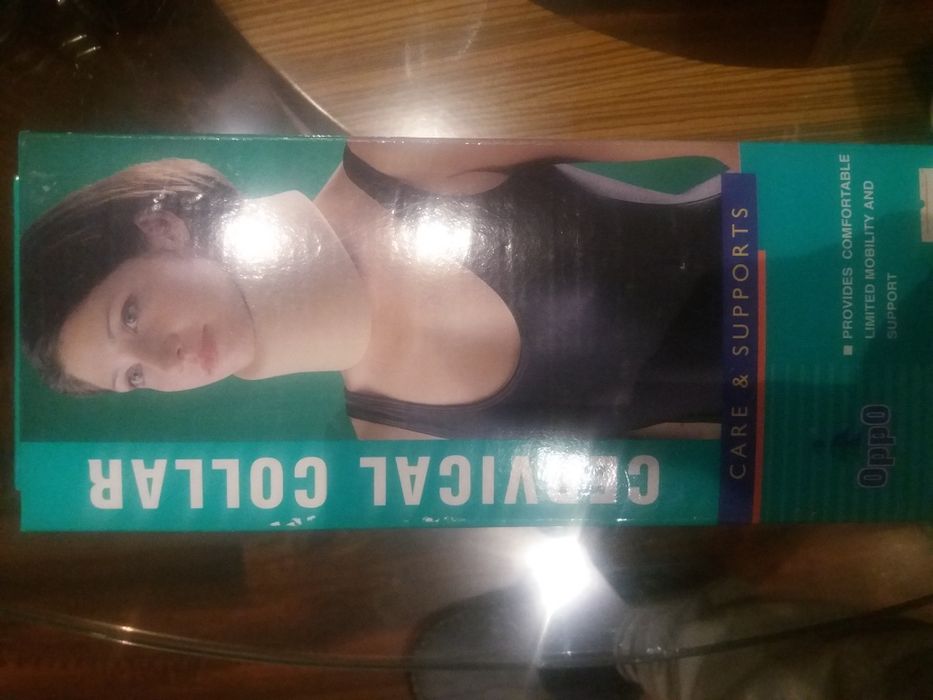 CERVICAL COLLAR
CARE & SUPPORTS
■ PROVIDES COMFORTABLE
LIMITED MOBILITY AND
SUPPORT
OppO